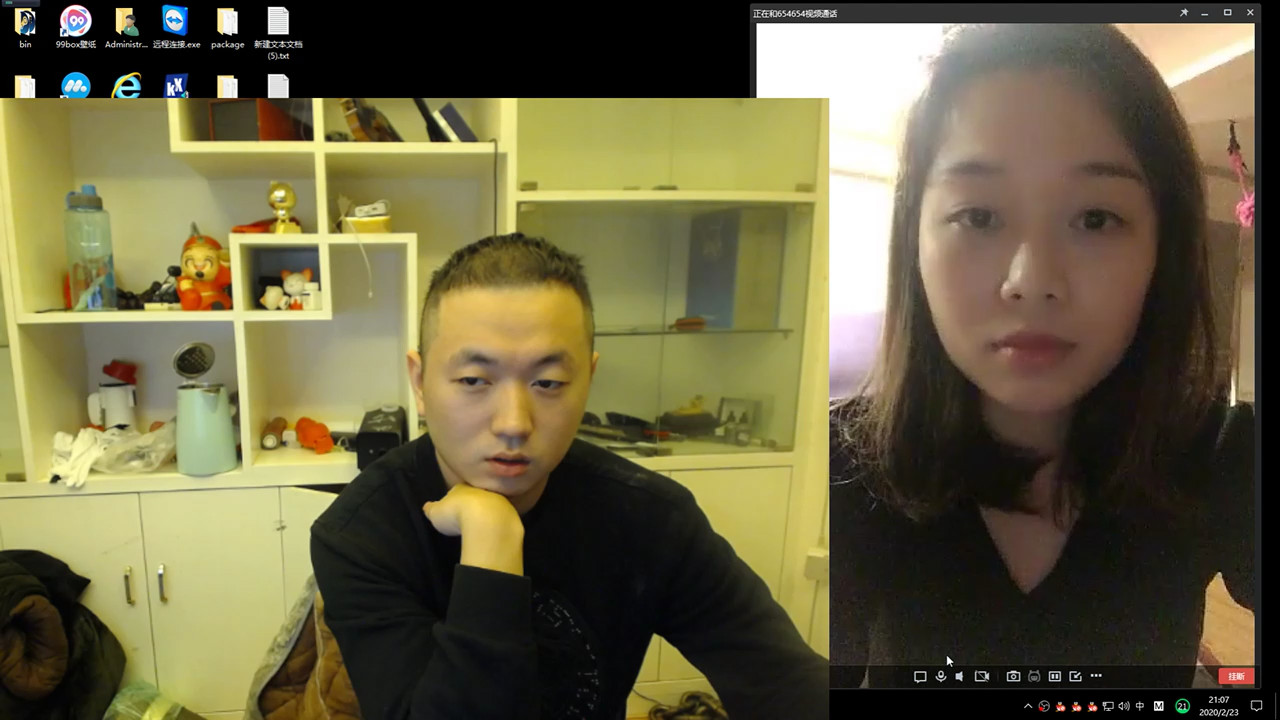 正在和654654视频通话
bin
99box壁纸
Administr...
远程连接.exe
package
新建文本文档
(5).txt
挂断
中
M
21
21:07
2020/2/23